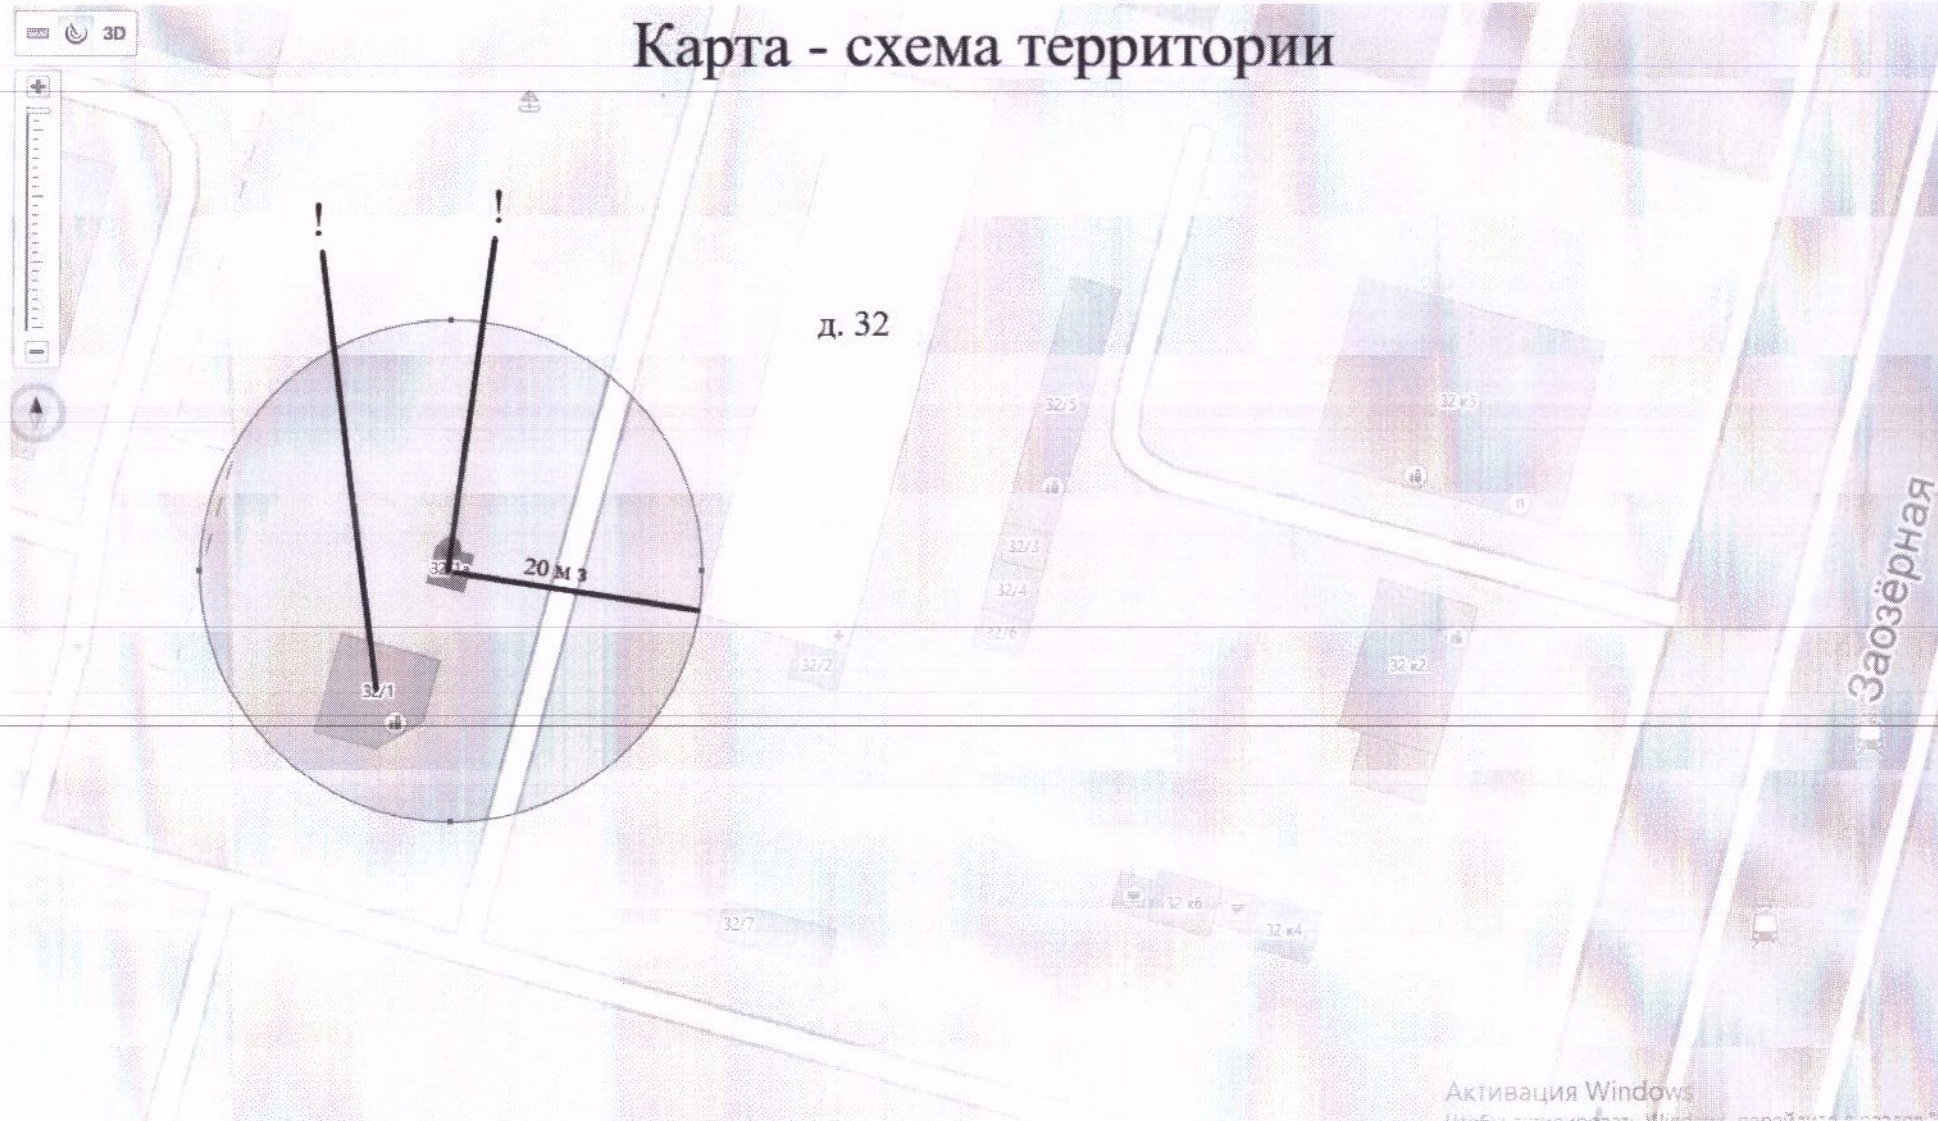 Карта - схема территории
3D
!
!
д. 32
32/5
32 к3
20 м з
32/3
32/4
32/6
32/2
32 к2
32/1
Заозёрная
32 к6
32/7
32 к4
Активация Windows